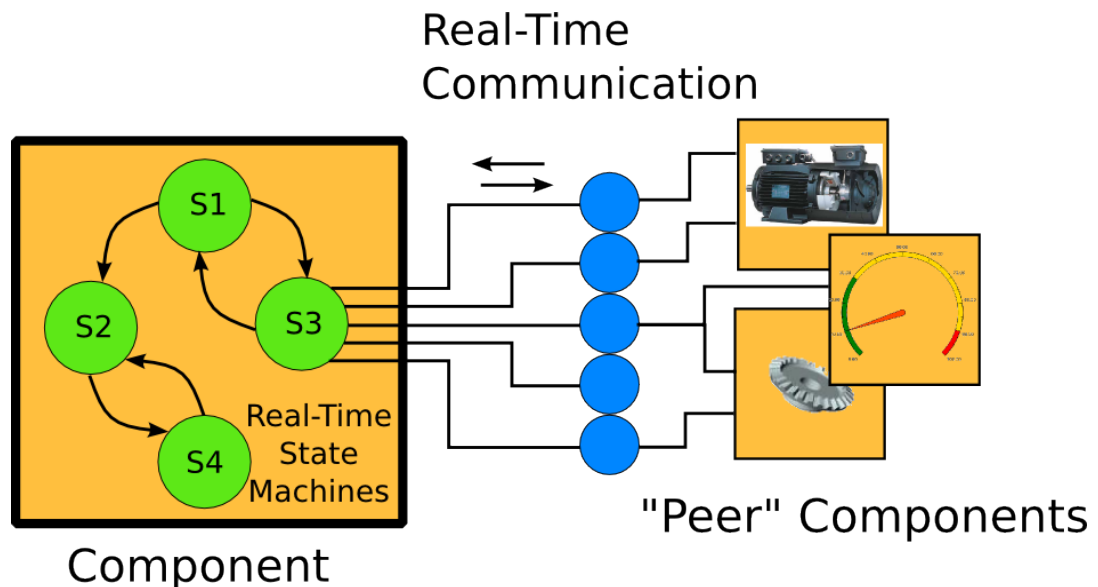 Real-Time
Communication
S1
S2
S3
S4
Real-Time
State
Machines
Component
"Peer" Components